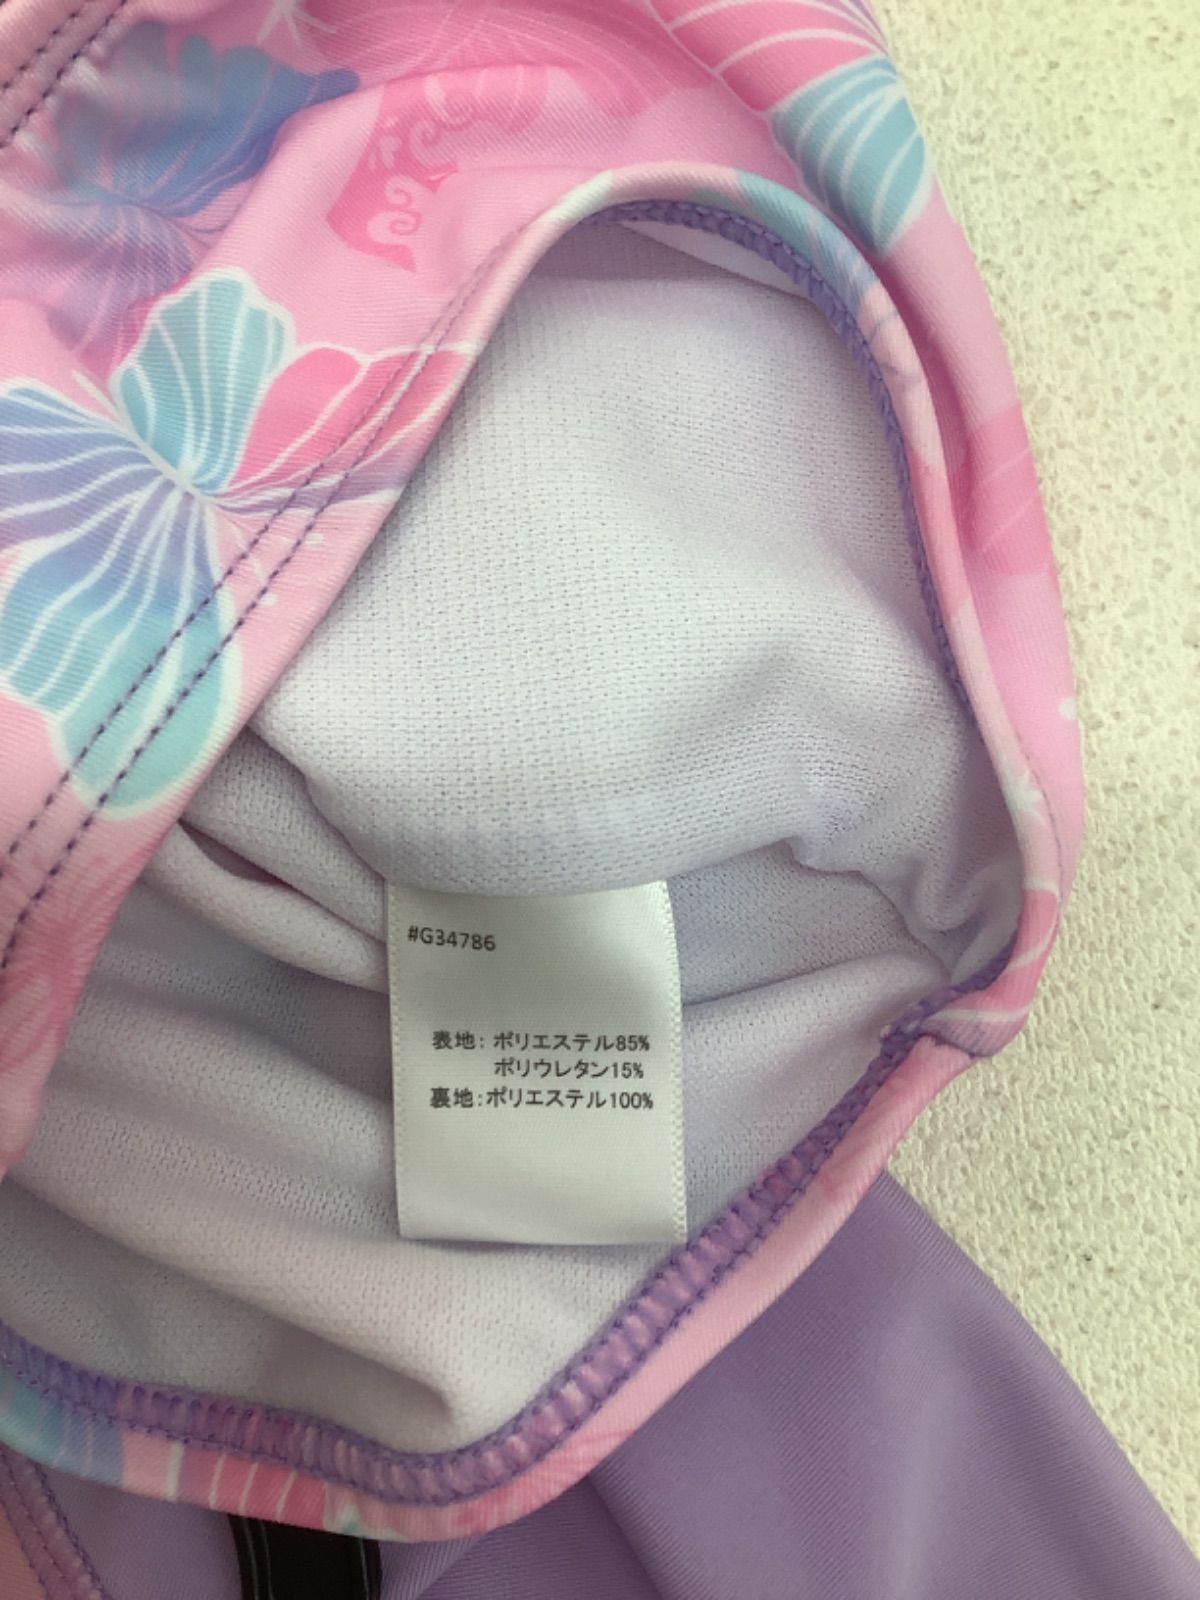 #G34786
表地：ポリエステル85%
ポリウレタン15%
裏地：ポリエステル100%